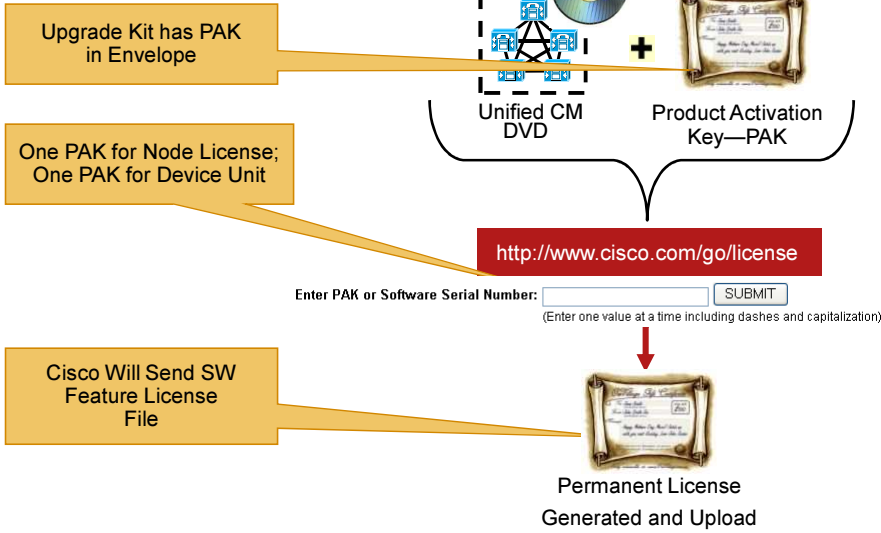 Upgrade Kit has PAK
in Envelope
Unified CM
DVD
Product Activation
Key—PAK
One PAK for Node License;
One PAK for Device Unit
http://www.cisco.com/go/license
Enter PAK or Software Serial Number:
SUBMIT
(Enter one value at a time including dashes and capitalization)
Cisco Will Send SW
Feature License
File
Permanent License
Generated and Upload